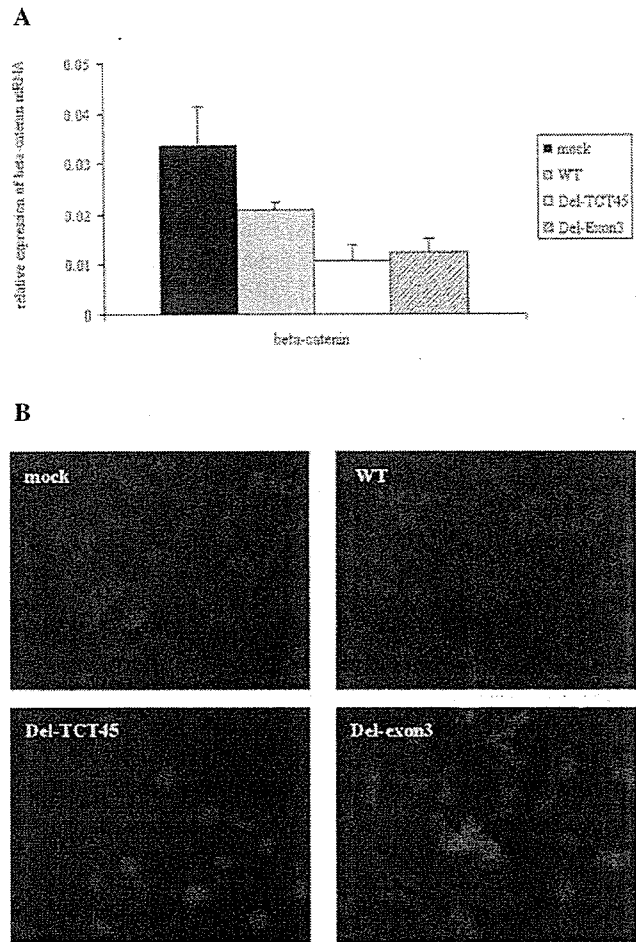 A
relative expression of beta-catenin mRNA
0.05
0.04
0.03
0.02
0.01
0
beta-catenin
mock
WT
Del-TCT45
Del-Exon3
B
mock
WT
Del-TCT45
Del-exon3